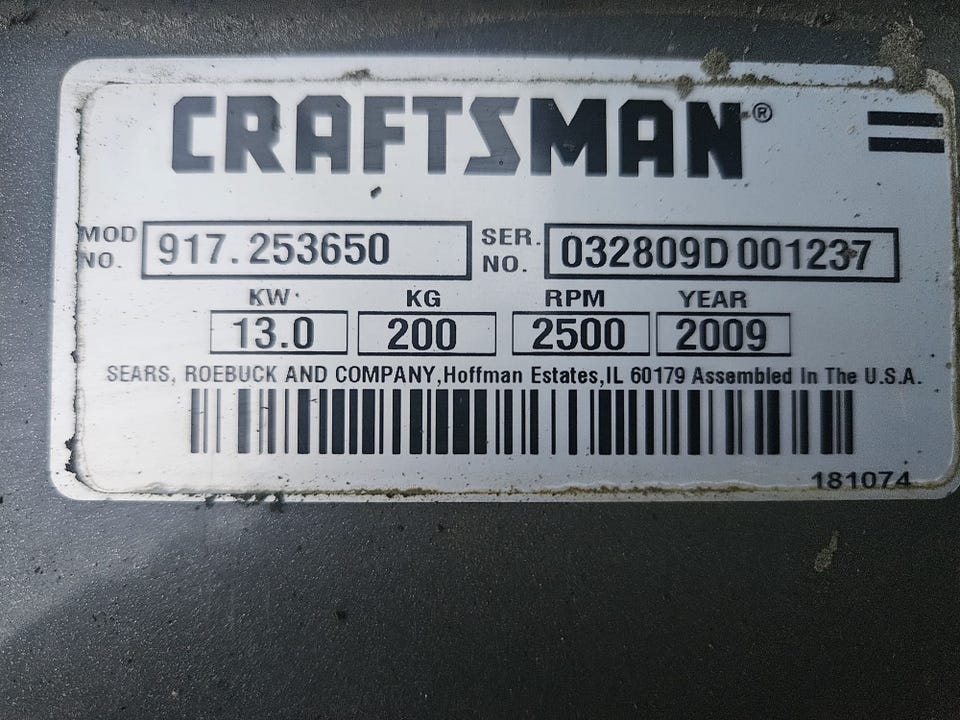 CRAFTSMAN®
MOD NO. 917.253650 SER. NO. 032809D 001237
KW KG RPM YEAR
13.0 200 2500 2009
SEARS, ROEBUCK AND COMPANY,Hoffman Estates,IL 60179 Assembled In The U.S.A.
181074